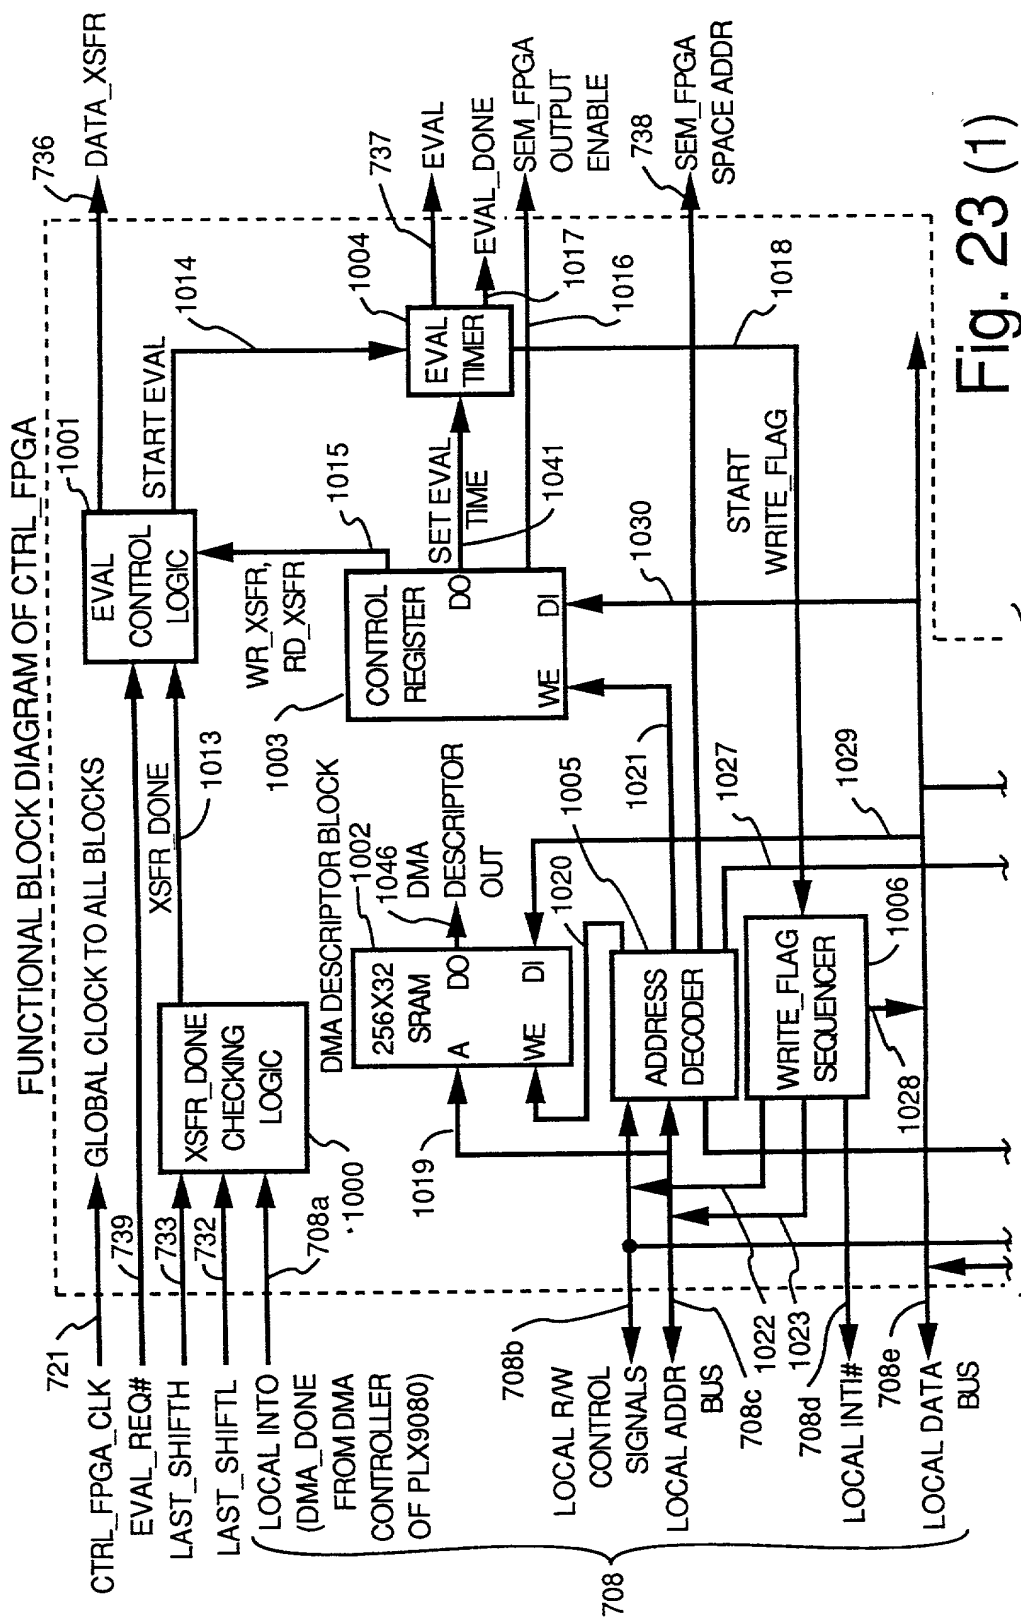 FUNCTIONAL BLOCK DIAGRAM OF CTRL_FPGA
721
CTRL_FPGA_CLK
GLOBAL CLOCK TO ALL BLOCKS
EVAL_REQ#
739
LAST_SHIFTH
733
LAST_SHIFTL
732
LOCAL INTO
(DMA_DONE
FROM DMA
CONTROLLER
OF PLX9080)
708a
1000
XSFR_DONE
CHECKING
LOGIC
XSFR_DONE
1013
EVAL
CONTROL
LOGIC
1001
736
DATA_XSFR
START EVAL
1014
WR_XSFR,
RD_XSFR
1015
1003
CONTROL
REGISTER
DO
WE
DI
SET EVAL
TIME
1041
EVAL
TIMER
1004
737
EVAL
EVAL_DONE
1017
SEM_FPGA
OUTPUT
ENABLE
1016
738
SEM_FPGA
SPACE ADDR
1018
DMA DESCRIPTOR BLOCK
1002
256X32
SRAM
A
DO
WE
DI
1046
DMA
DESCRIPTOR
OUT
1019
1020
1005
1021
1030
START
WRITE_FLAG
1027
1029
ADDRESS
DECODER
WRITE_FLAG
SEQUENCER
1006
1028
708
708b
LOCAL R/W
CONTROL
SIGNALS
LOCAL ADDR
BUS
708c
1022
1023
708d
LOCAL INTI#
708e
LOCAL DATA
BUS
Fig. 23 (1)